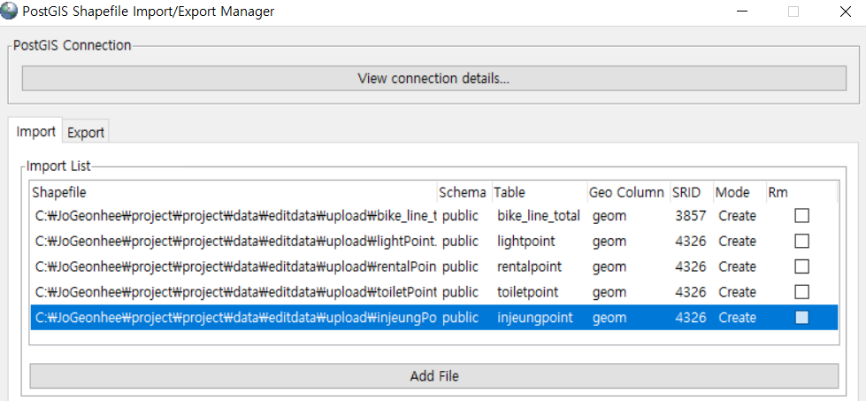 PostGIS Shapefile Import/Export Manager
PostGIS Connection
View connection details...
Import Export
Import List
Shapefile Schema Table Geo Column SRID Mode Rm
C:₩JoGeonhee₩project₩project₩data₩editdata₩upload₩bike_line_t public bike_line_total geom 3857 Create
C:₩JoGeonhee₩project₩project₩data₩editdata₩upload₩lightPoint. public lightpoint geom 4326 Create
C:₩JoGeonhee₩project₩project₩data₩editdata₩upload₩rentalPoin public rentalpoint geom 4326 Create
C:₩JoGeonhee₩project₩project₩data₩editdata₩upload₩toiletPoint public toiletpoint geom 4326 Create
C:₩JoGeonhee₩project₩project₩data₩editdata₩upload₩injeungPo public injeungpoint geom 4326 Create
Add File